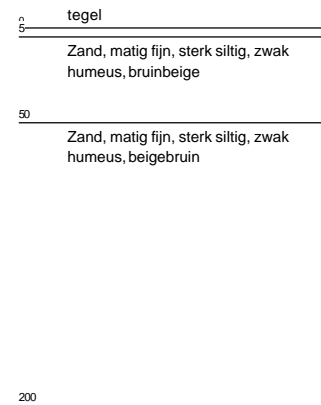 0 tegel
5
Zand, matig fijn, sterk siltig, zwak
humeus, bruinbeige
50
Zand, matig fijn, sterk siltig, zwak
humeus, beigebruin
200